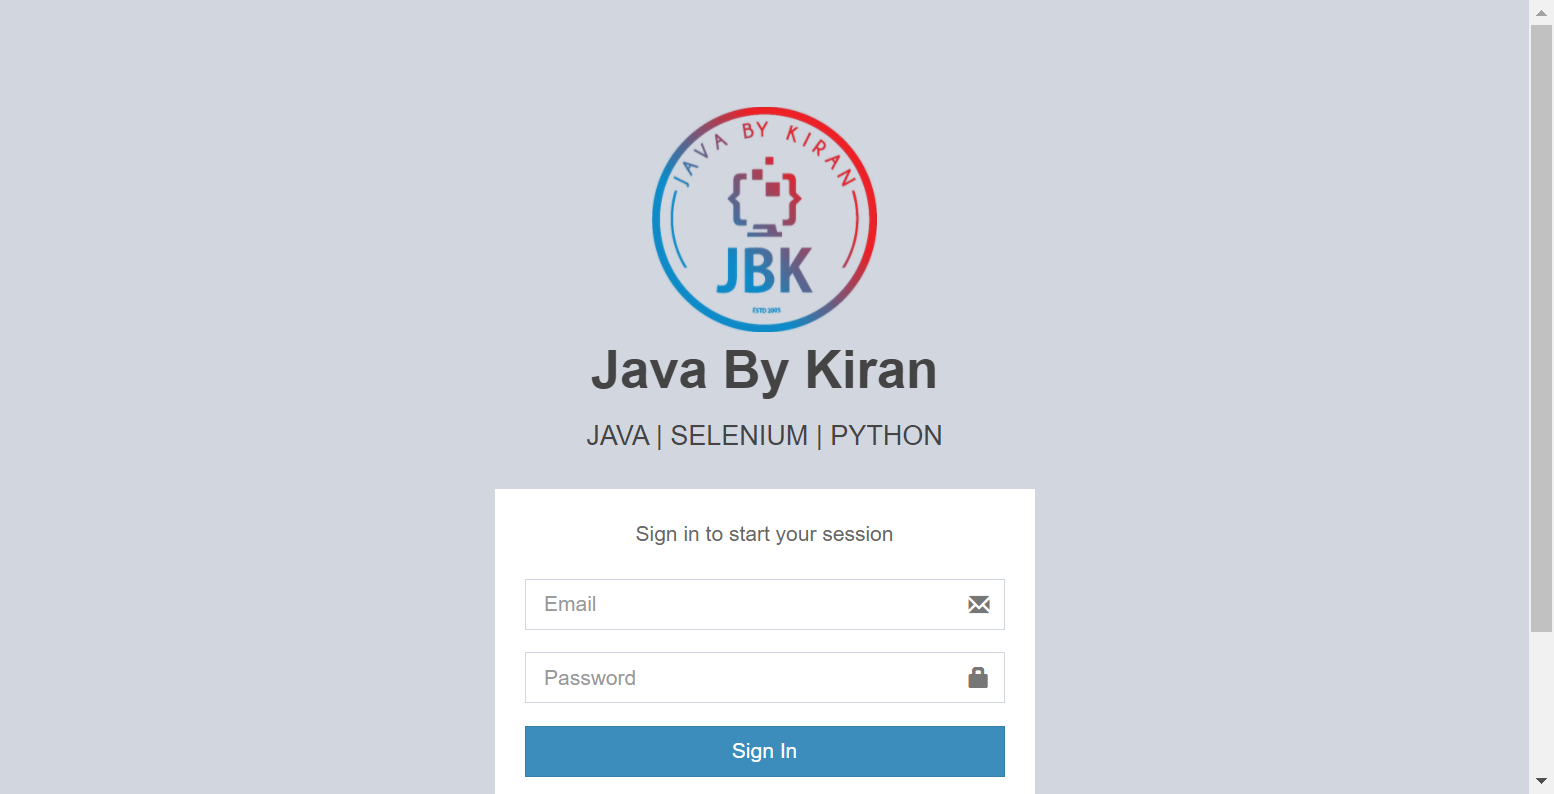 JAVA BY KIRAN
JBK
ESTD 2005
Java By Kiran
JAVA | SELENIUM | PYTHON
Sign in to start your session
Email
Password
Sign In